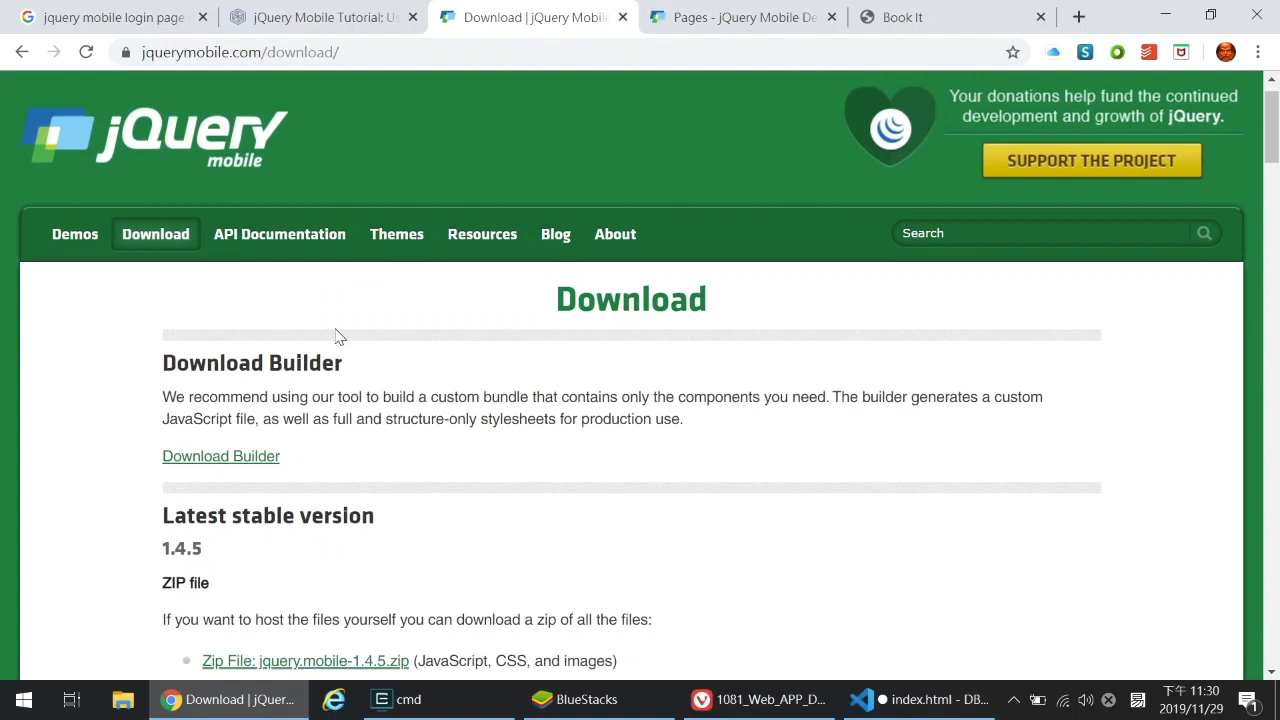 jquery mobile login page
jQuery Mobile Tutorial: Us
Download | jQuery Mobile
Pages - jQuery Mobile De
Book It
jquerymobile.com/download/
jQuery
mobile
Your donations help fund the continued
development and growth of jQuery.
SUPPORT THE PROJECT
Demos Download API Documentation Themes Resources Blog About Search
Download
Download Builder
We recommend using our tool to build a custom bundle that contains only the components you need. The builder generates a custom
JavaScript file, as well as full and structure-only stylesheets for production use.
Download Builder
Latest stable version
1.4.5
ZIP file
If you want to host the files yourself you can download a zip of all the files:
Zip File: jquery.mobile-1.4.5.zip (JavaScript, CSS, and images)
Download | jQuer...
cmd
BlueStacks
1081_Web_APP_D...
index.html - DB...
下午 11:30
2019/11/29
1